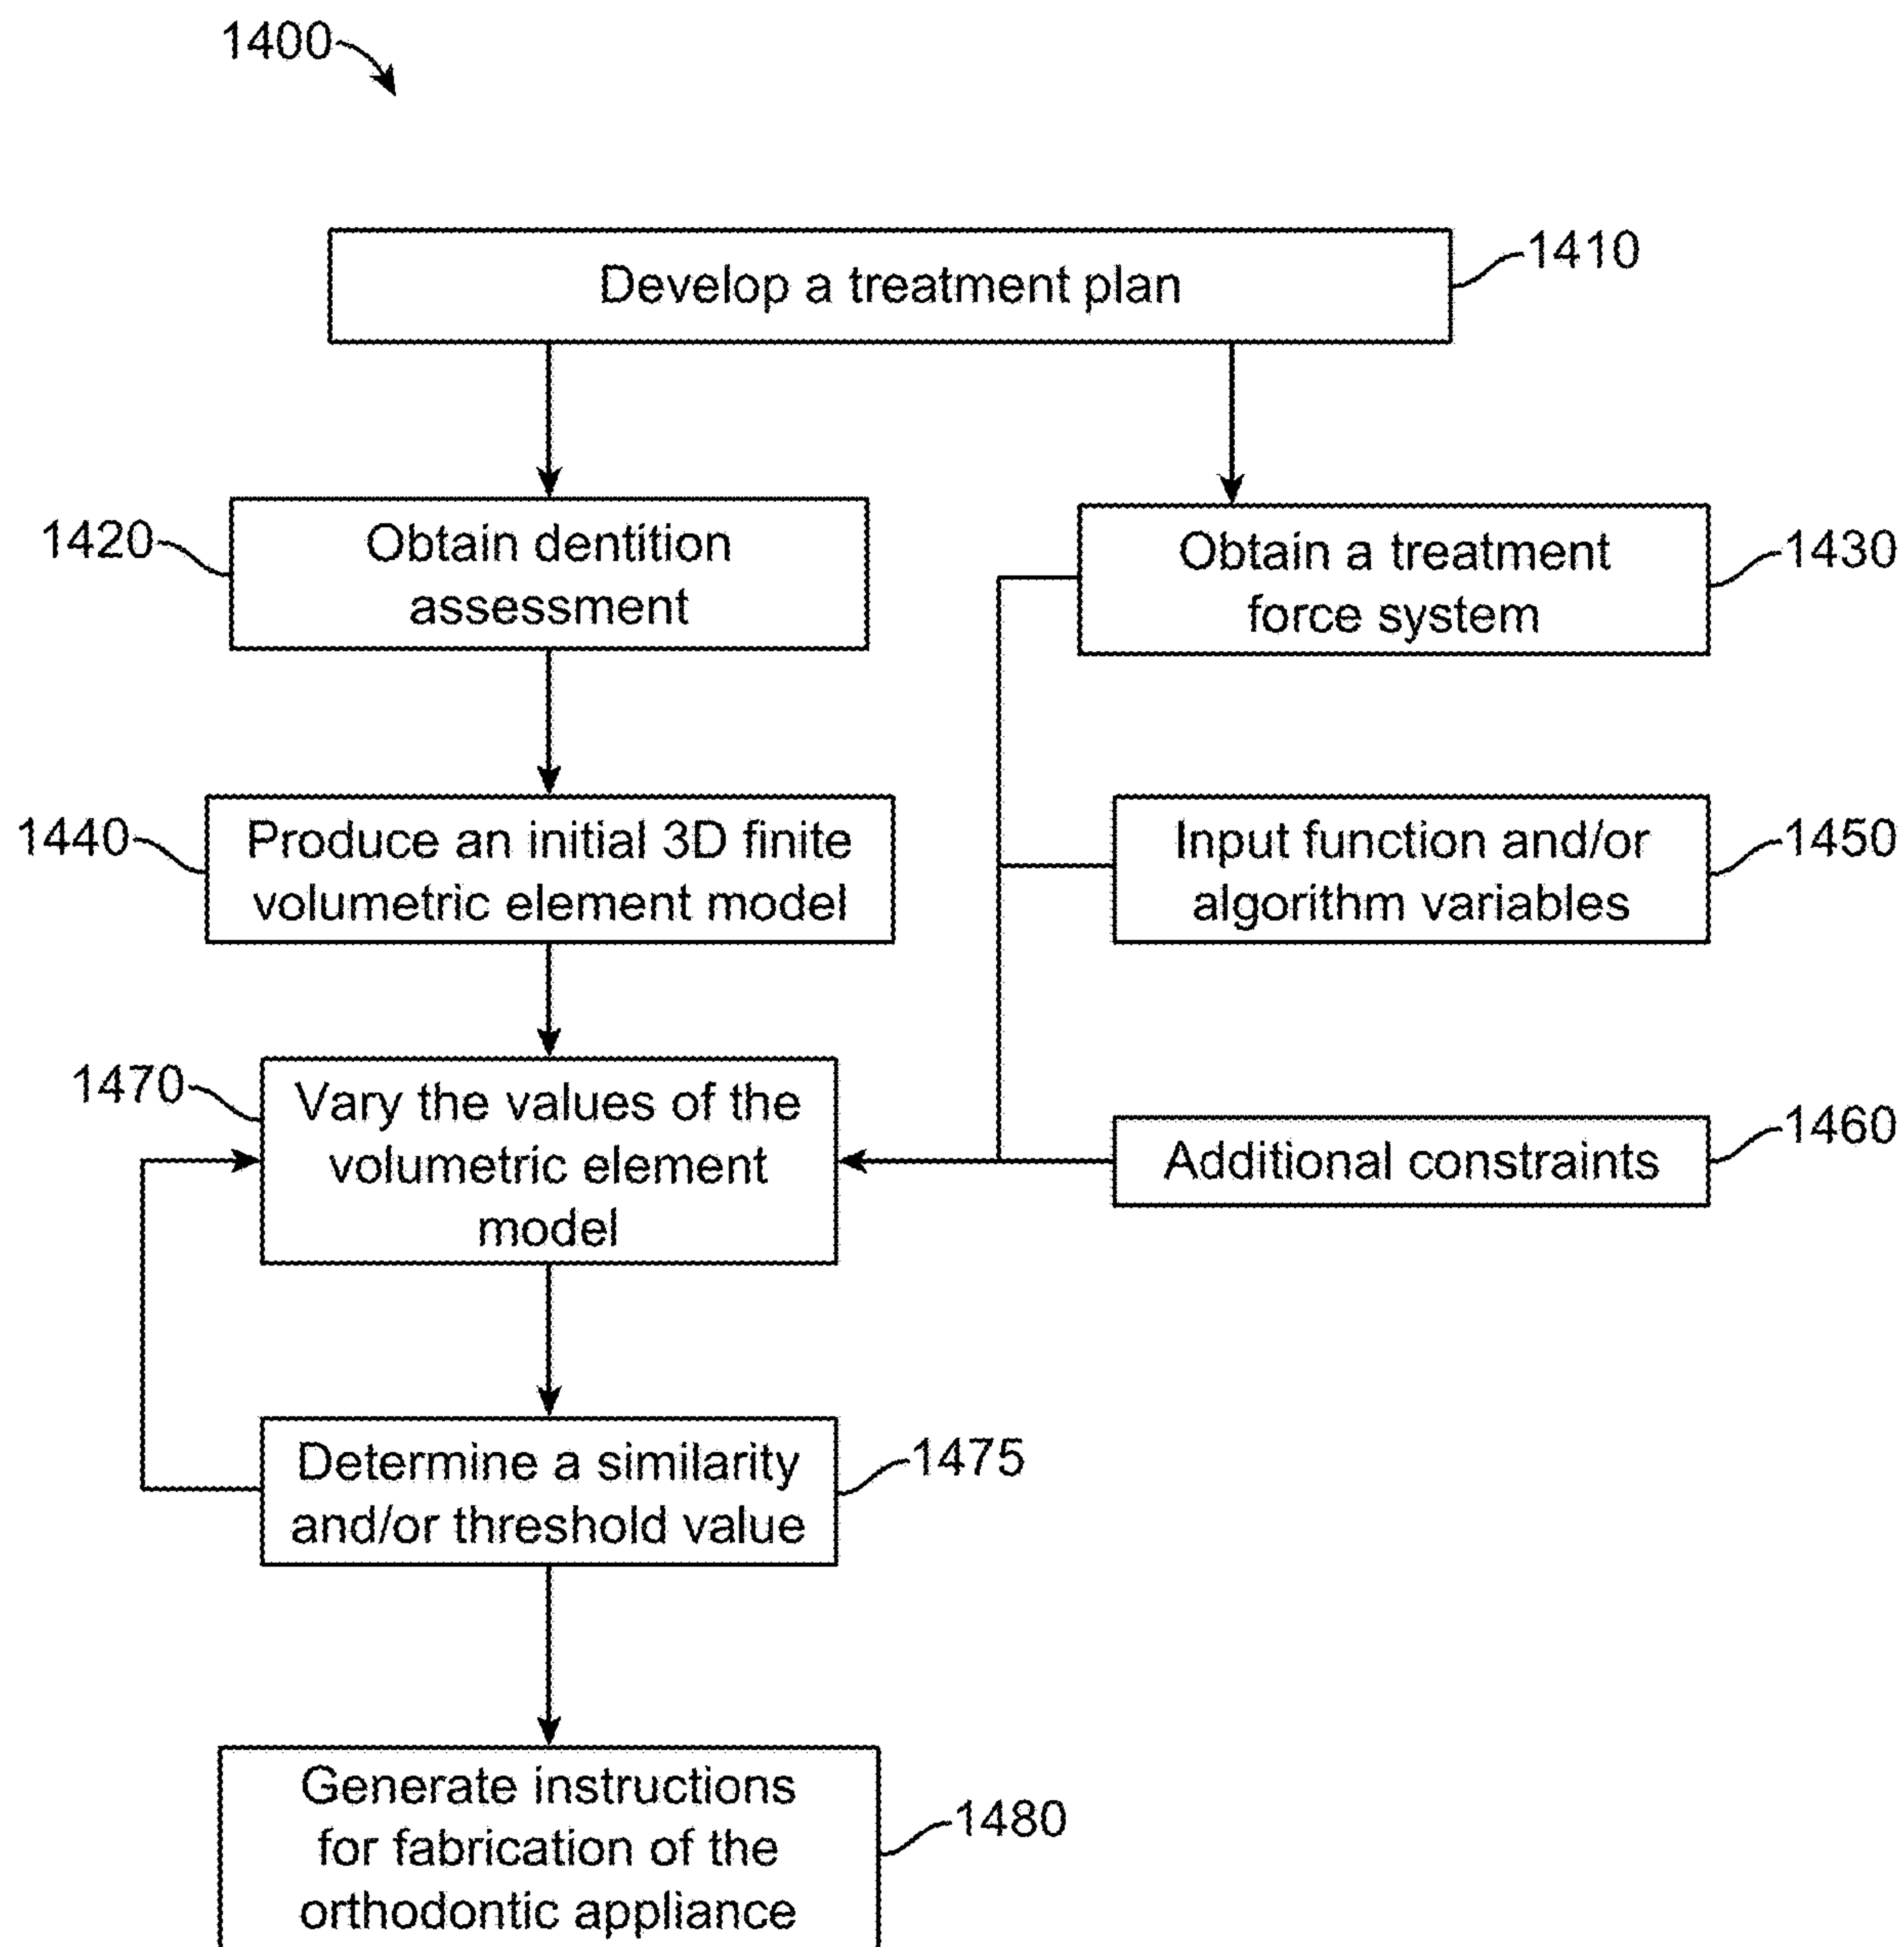 1400
Develop a treatment plan
1410
1420
Obtain dentition
assessment
Obtain a treatment
force system
1430
1440
Produce an initial 3D finite
volumetric element model
Input function and/or
algorithm variables
1450
1470
Vary the values of the
volumetric element
model
Additional constraints
1460
Determine a similarity
and/or threshold value
1475
Generate instructions
for fabrication of the
orthodontic appliance
1480